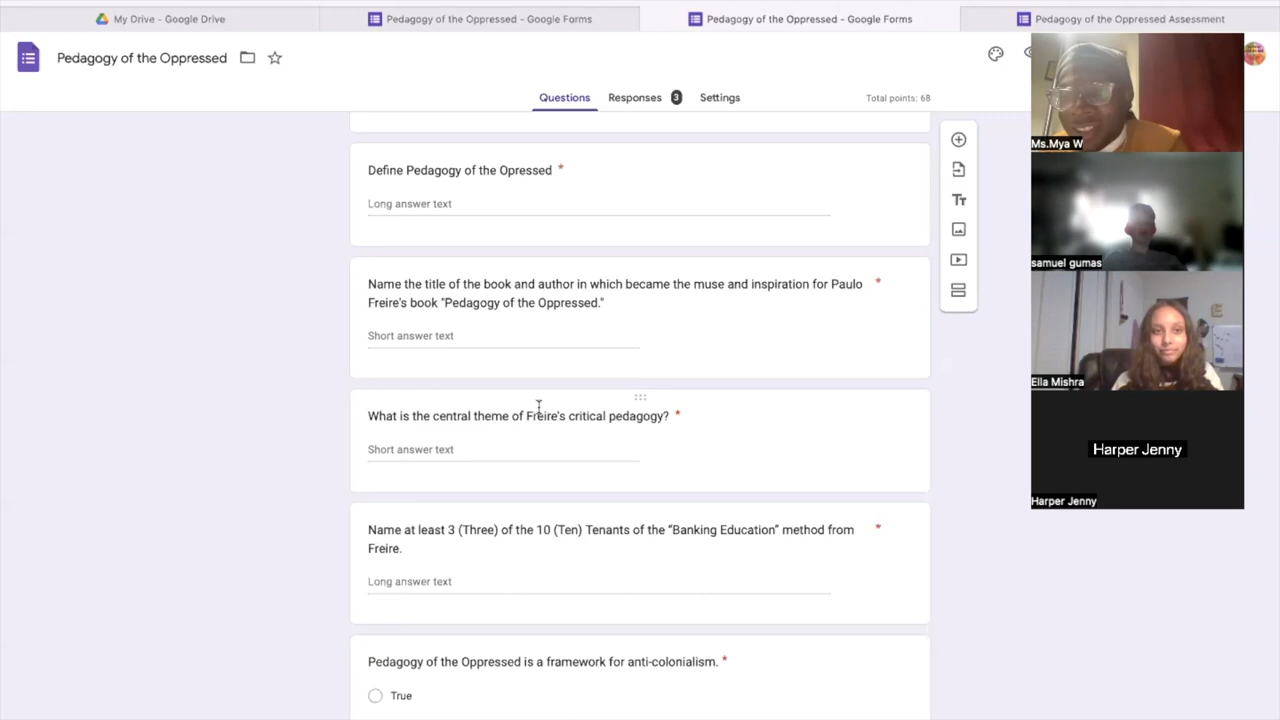 My Drive - Google Drive
Pedagogy of the Oppressed - Google Forms
Pedagogy of the Oppressed - Google Forms
Pedagogy of the Oppressed Assessment
Pedagogy of the Oppressed
Questions
Responses 3
Settings
Total points: 68
Define Pedagogy of the Opressed *
Long answer text
Name the title of the book and author in which became the muse and inspiration for Paulo *
Freire's book "Pedagogy of the Oppressed."
Short answer text
What is the central theme of Freire's critical pedagogy? *
Short answer text
Name at least 3 (Three) of the 10 (Ten) Tenants of the “Banking Education” method from *
Freire.
Long answer text
Pedagogy of the Oppressed is a framework for anti-colonialism. *
True
Tт
Ms.Mya W
samuel gumas
Ella Mishra
Harper Jenny
Harper Jenny